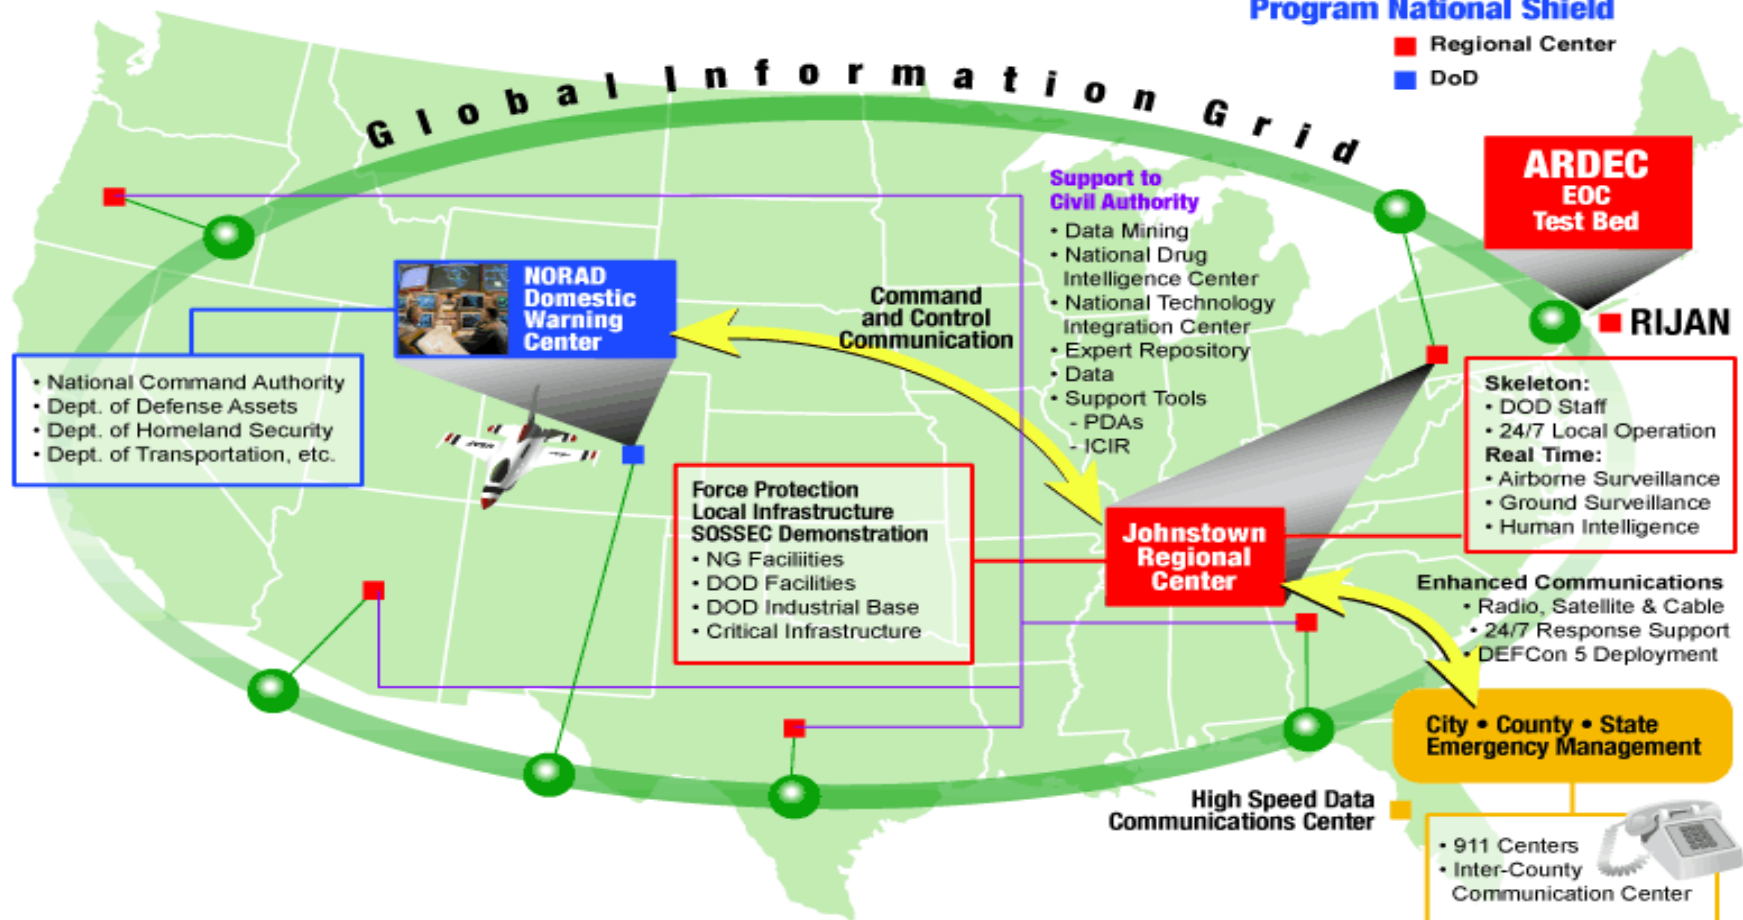 Program National Shield
Regional Center
DoD
Global Information Grid
ARDEC
EOC
Test Bed
RIJAN
Support to
Civil Authority
• Data Mining
• National Drug
Intelligence Center
• National Technology
Integration Center
• Expert Repository
• Data
• Support Tools
- PDAs
- ICIR
NORAD
Domestic
Warning
Center
Command
and Control
Communication
• National Command Authority
• Dept. of Defense Assets
• Dept. of Homeland Security
• Dept. of Transportation, etc.
Skeleton:
• DOD Staff
• 24/7 Local Operation
Real Time:
• Airborne Surveillance
• Ground Surveillance
• Human Intelligence
Force Protection
Local Infrastructure
SOSSEC Demonstration
• NG Faciliities
• DOD Facilities
• DOD Industrial Base
• Critical Infrastructure
Johnstown
Regional
Center
Enhanced Communications
• Radio, Satellite & Cable
• 24/7 Response Support
• DEFCon 5 Deployment
City • County • State
Emergency Management
High Speed Data
Communications Center
• 911 Centers
• Inter-County
Communication Center